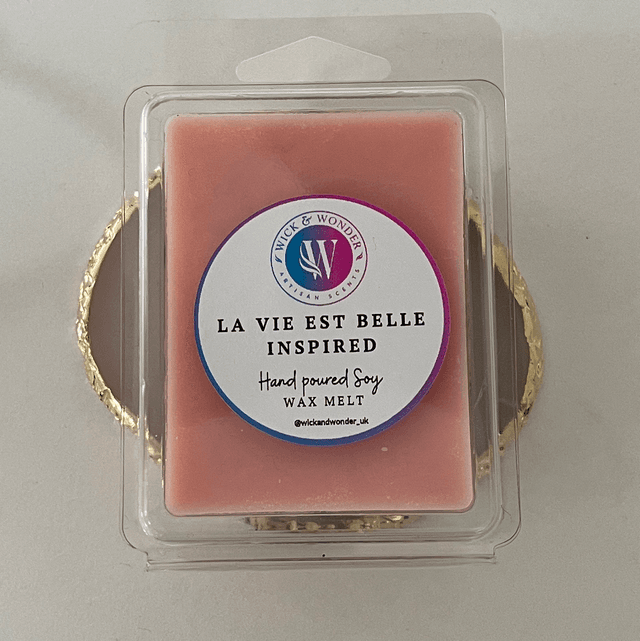 WICK & WONDER
W
ARTISAN SCENTS
LA VIE EST BELLE
INSPIRED
Hand poured Soy
WAX MELT
@wickandwonder_uk